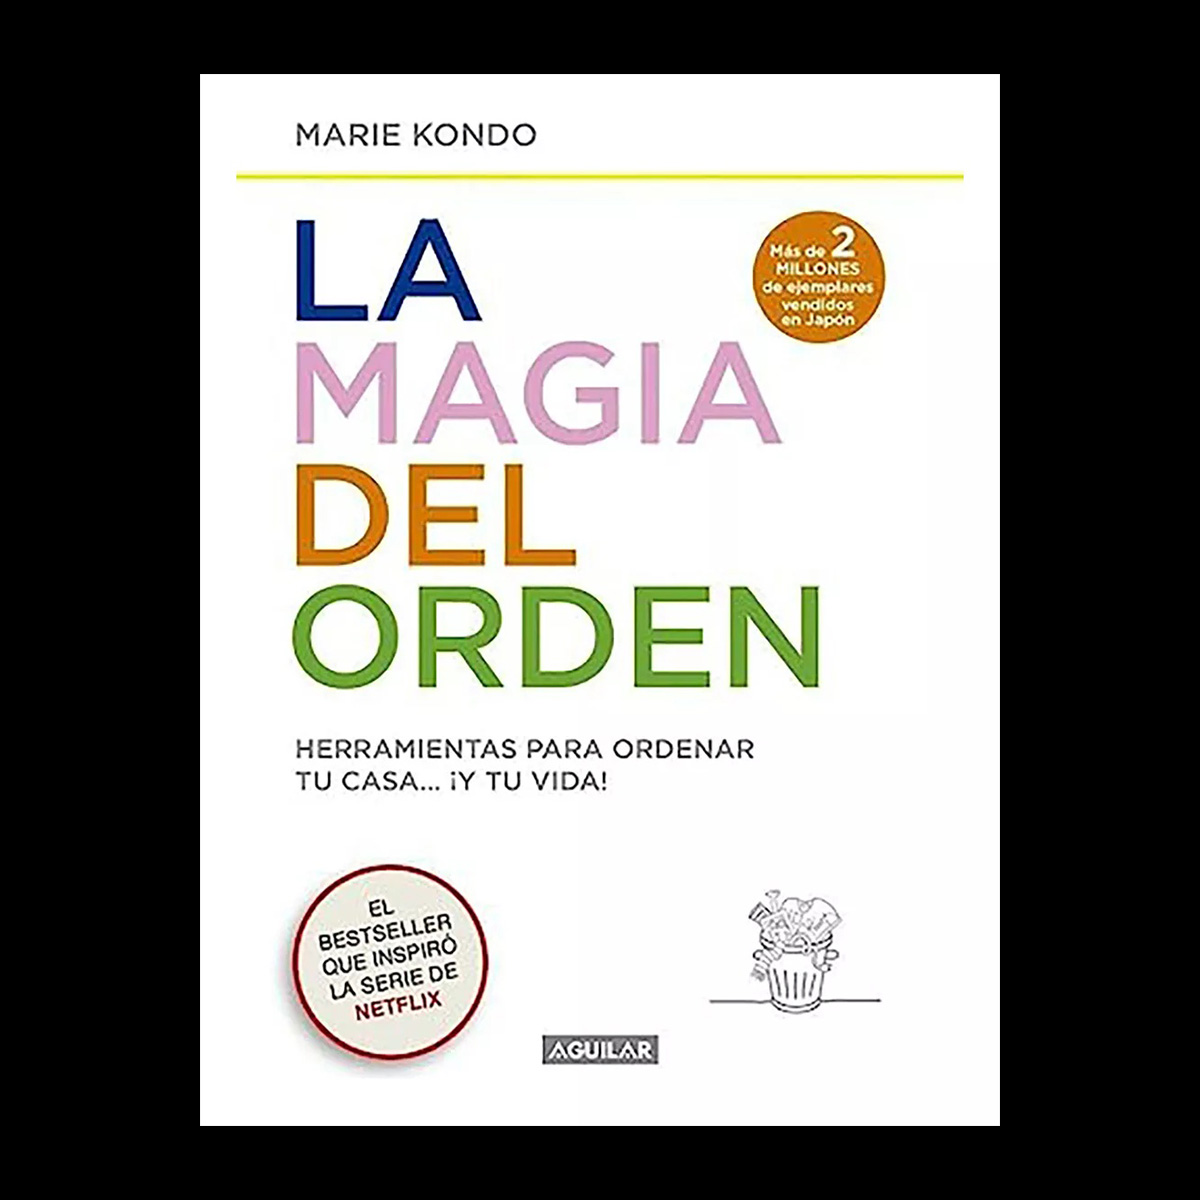 MARIE KONDO
LA
MAGIA
DEL
ORDEN
Más de 2
MILLONES
de ejemplares
vendidos
en Japón
HERRAMIENTAS PARA ORDENAR
TU CASA... ¡Y TU VIDA!
EL
BESTSELLER
QUE INSPIRÓ
LA SERIE DE
NETFLIX
AGUILAR